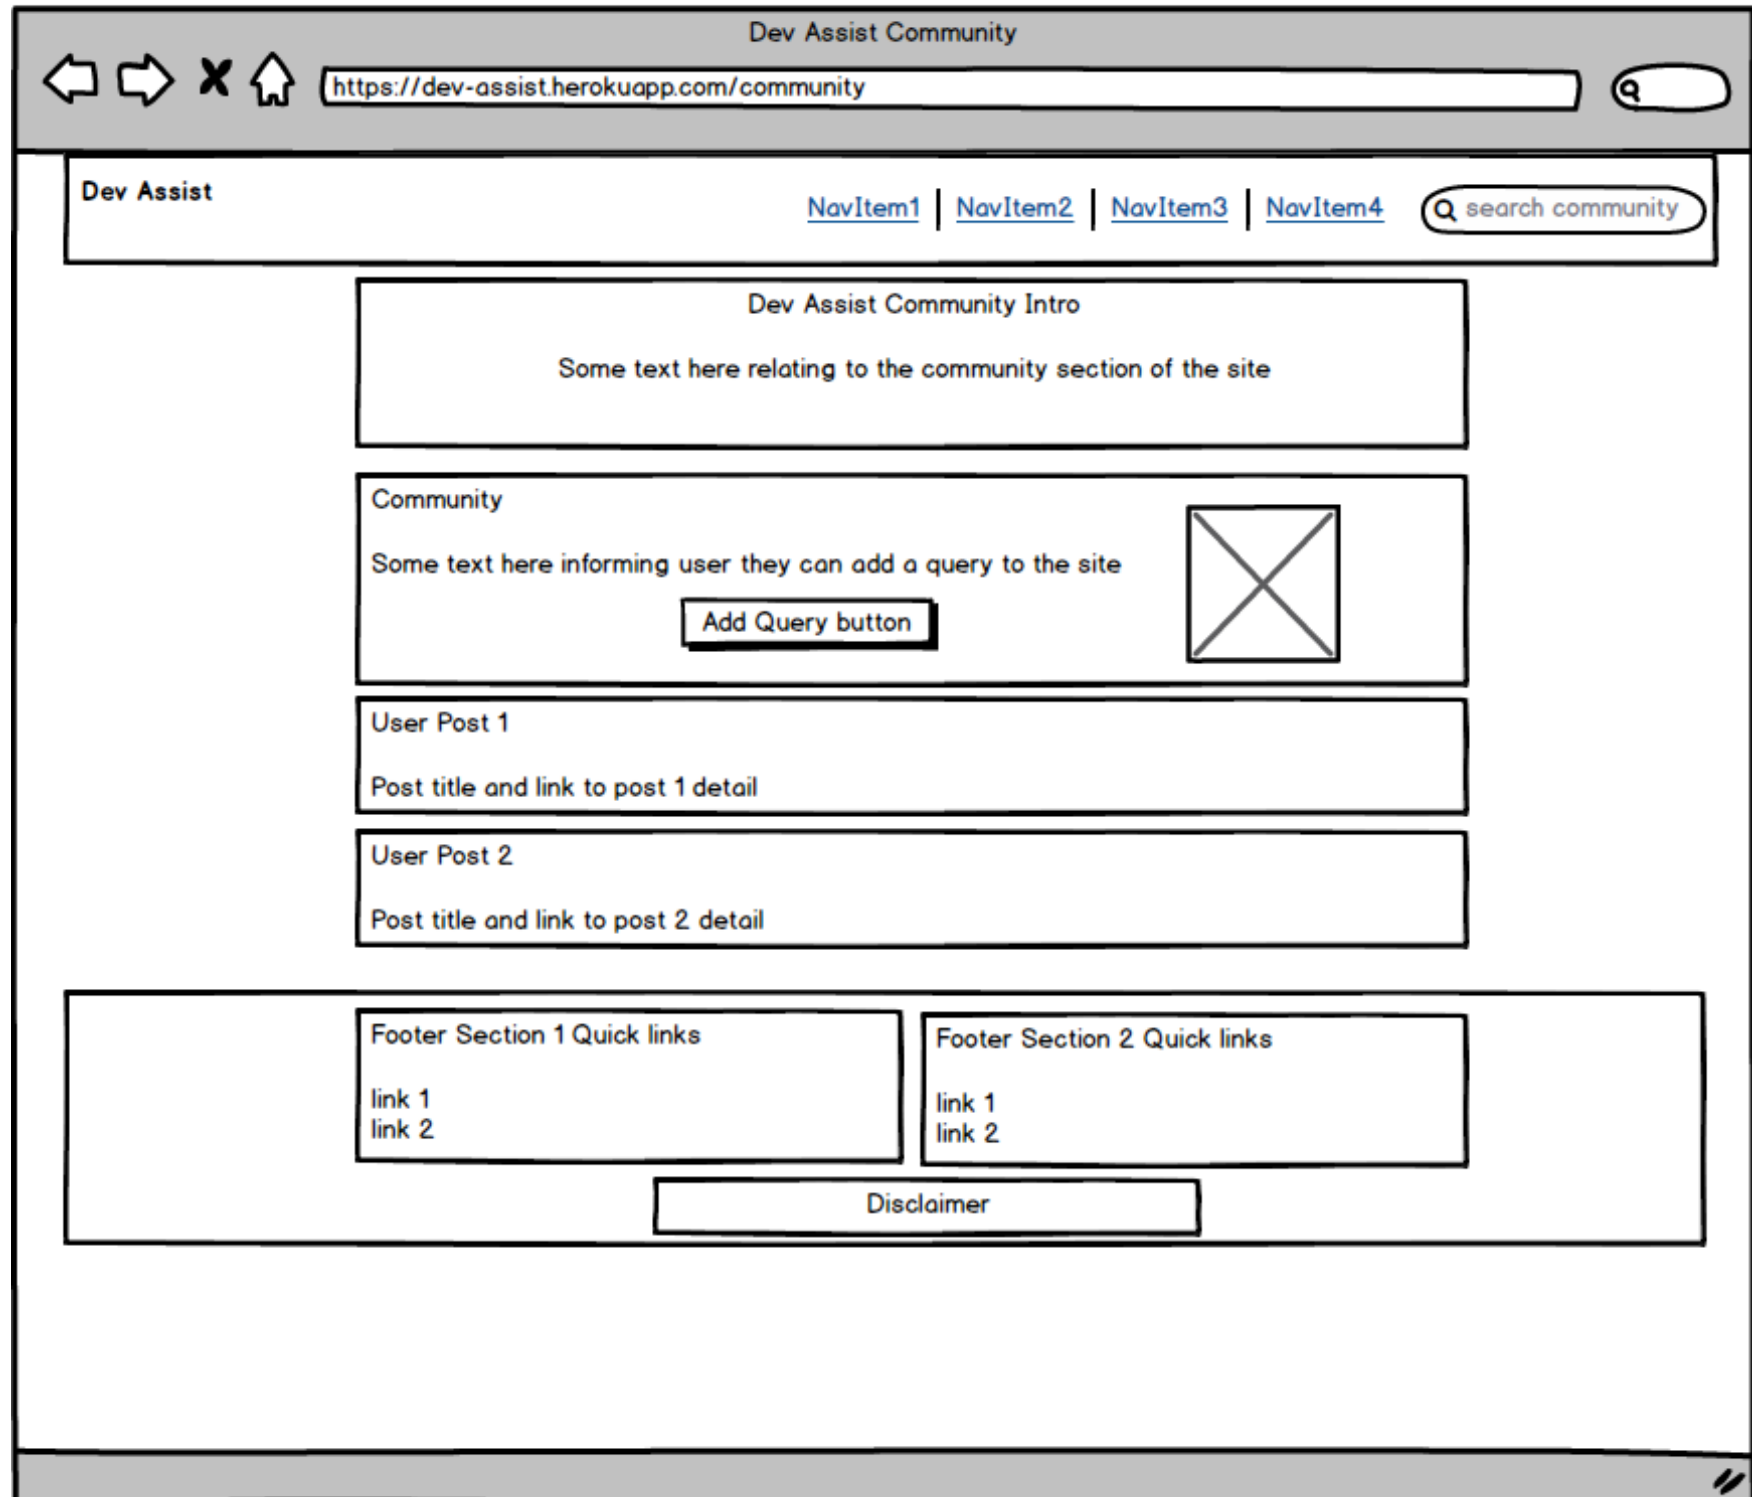 Dev Assist Community
https://dev-assist.herokuapp.com/community
Dev Assist
NavItem1 | NavItem2 | NavItem3 | NavItem4
search community
Dev Assist Community Intro
Some text here relating to the community section of the site
Community
Some text here informing user they can add a query to the site
Add Query button
User Post 1
Post title and link to post 1 detail
User Post 2
Post title and link to post 2 detail
Footer Section 1 Quick links
link 1
link 2
Footer Section 2 Quick links
link 1
link 2
Disclaimer